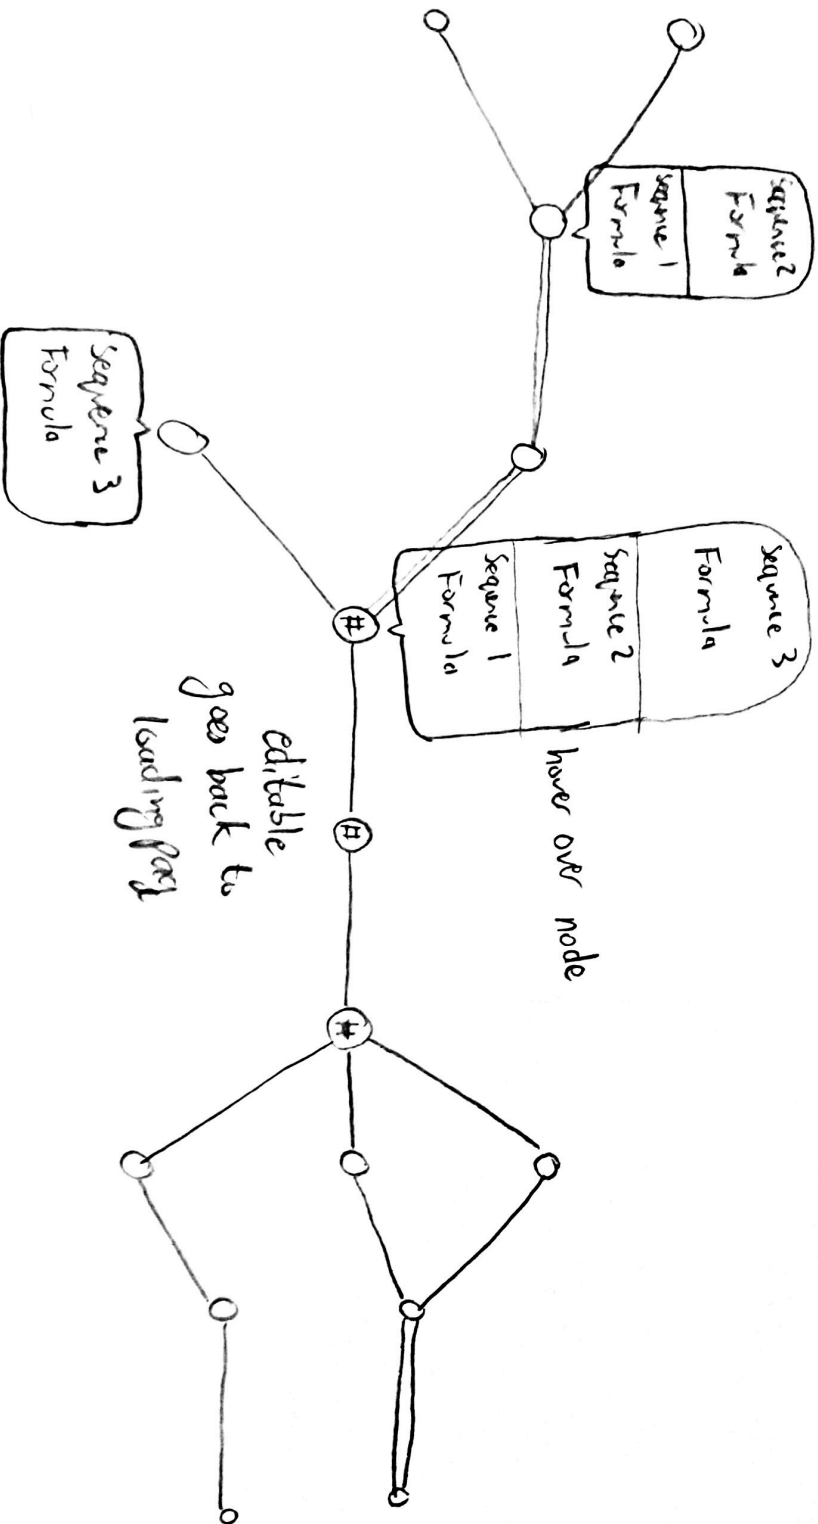 Sequence 2
Formula
Sequence 1
Formula
Sequence 3
Formula
Sequence 3
Formula
Sequence 2
Formula
Sequence 1
Formula
#
#
#
hover over node
editable
goes back to
loading page